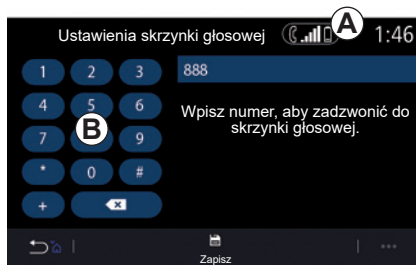 Ustawienia skrzynki głosowej A 1:46
1 2 3 888
4 5 6
Wpisz numer, aby zadzwonić do
skrzynki głosowej.
7 B 9
* 0 #
+
Zapisz